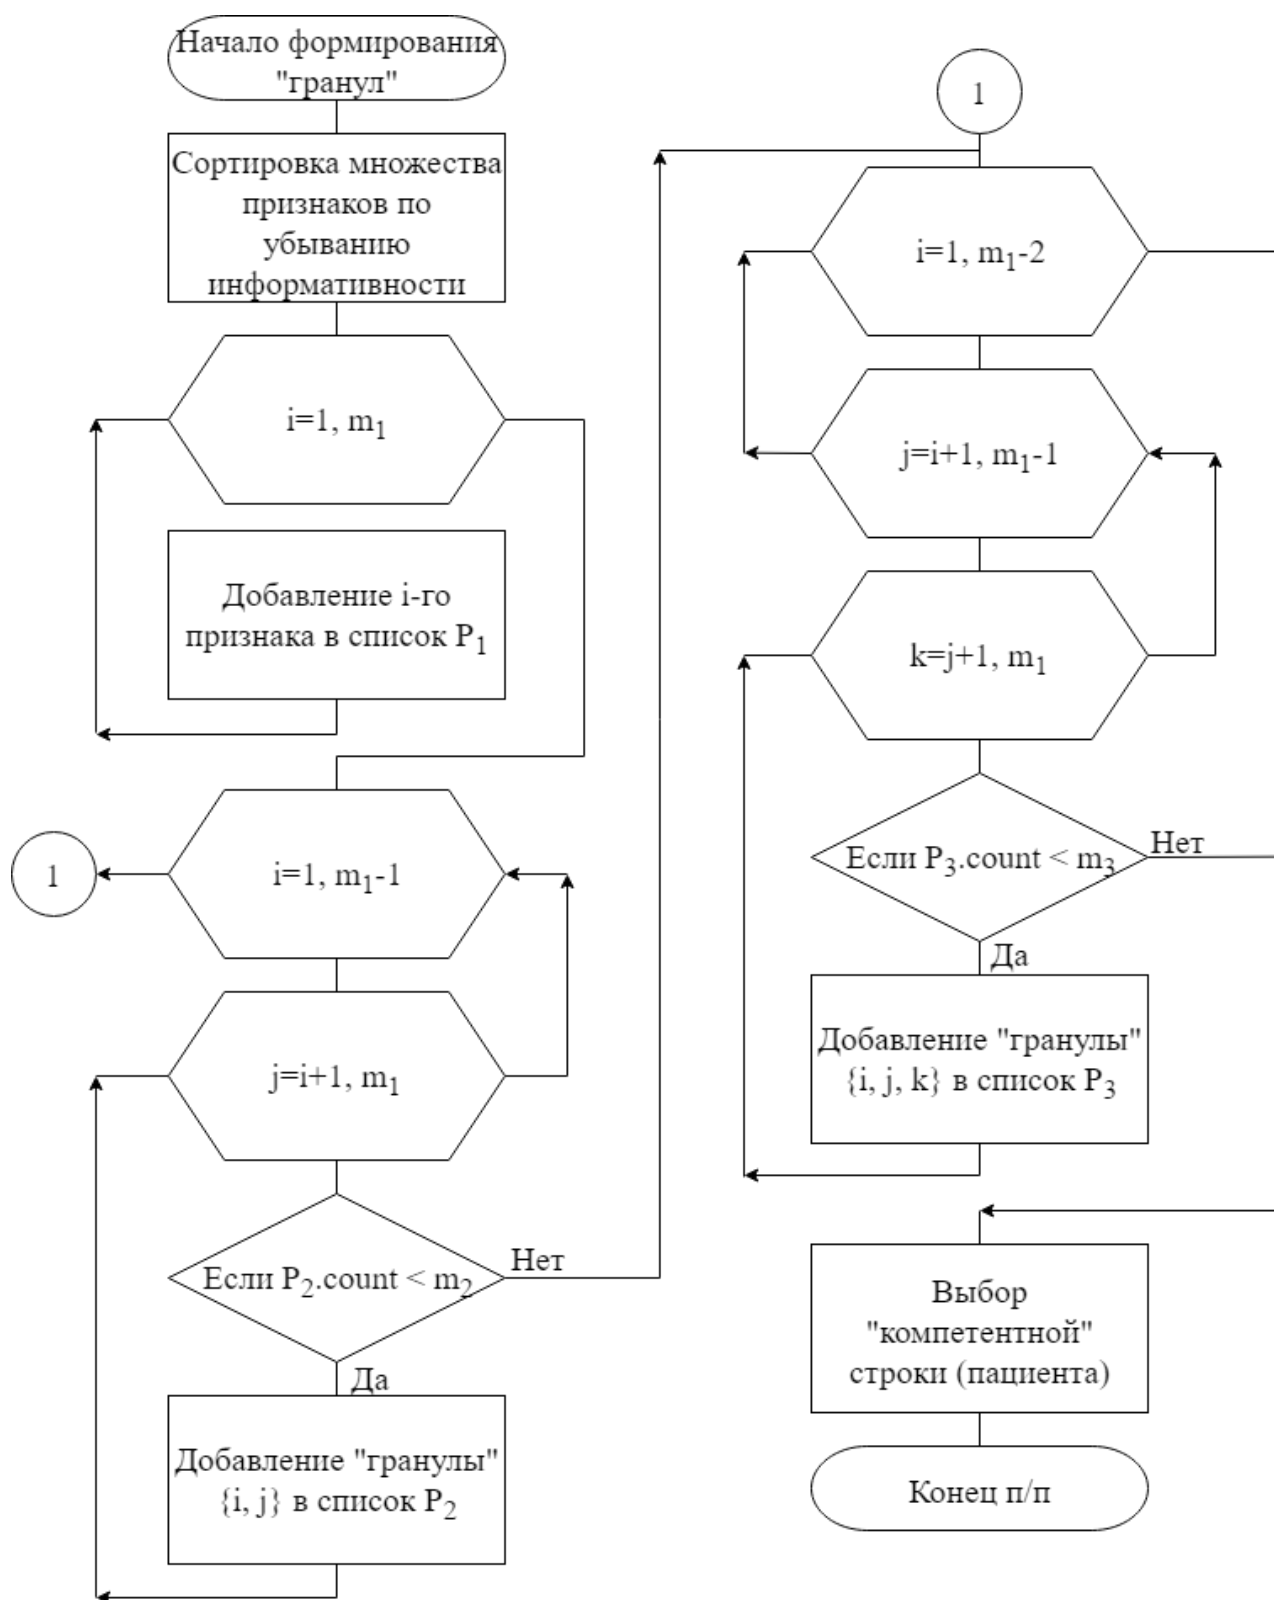 Начало формирования
"гранул"
Сортировка множества
признаков по
убыванию
информативности
i=1, m₁
Добавление i-го
признака в список P₁
1
i=1, m₁-1
j=i+1, m₁
Если P₂.count < m₂
Нет
Да
Добавление "гранулы"
{i, j} в список P₂
1
i=1, m₁-2
j=i+1, m₁-1
k=j+1, m₁
Если P₃.count < m₃
Нет
Да
Добавление "гранулы"
{i, j, k} в список P₃
Выбор
"компетентной"
строки (пациента)
Конец п/п